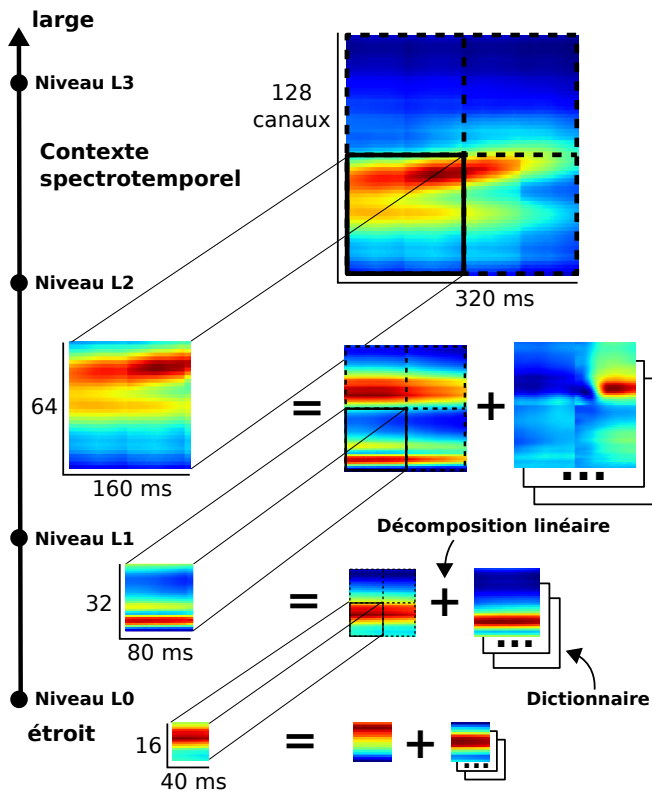 large
Niveau L3
128
canaux
Contexte
spectrotemporel
Niveau L2
320 ms
64
=
+
160 ms
Niveau L1
Décomposition linéaire
32
=
+
80 ms
Niveau L0
Dictionnaire
étroit
16
=
+
40 ms